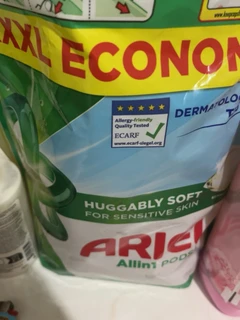 XXL ECONOM
DERMATOLOG
Allergy-friendly
Quality Tested
ECARF
www.ecarf-siegel.org
HUGGABLY SOFT
FOR SENSITIVE SKIN
ARIEL
Allin1 PODS